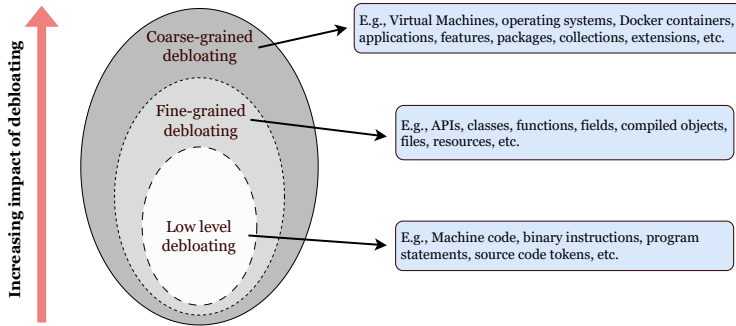 Increasing impact of debloating
Coarse-grained
debloating
E.g., Virtual Machines, operating systems, Docker containers,
applications, features, packages, collections, extensions, etc.
Fine-grained
debloating
E.g., APIs, classes, functions, fields, compiled objects,
files, resources, etc.
Low level
debloating
E.g., Machine code, binary instructions, program
statements, source code tokens, etc.